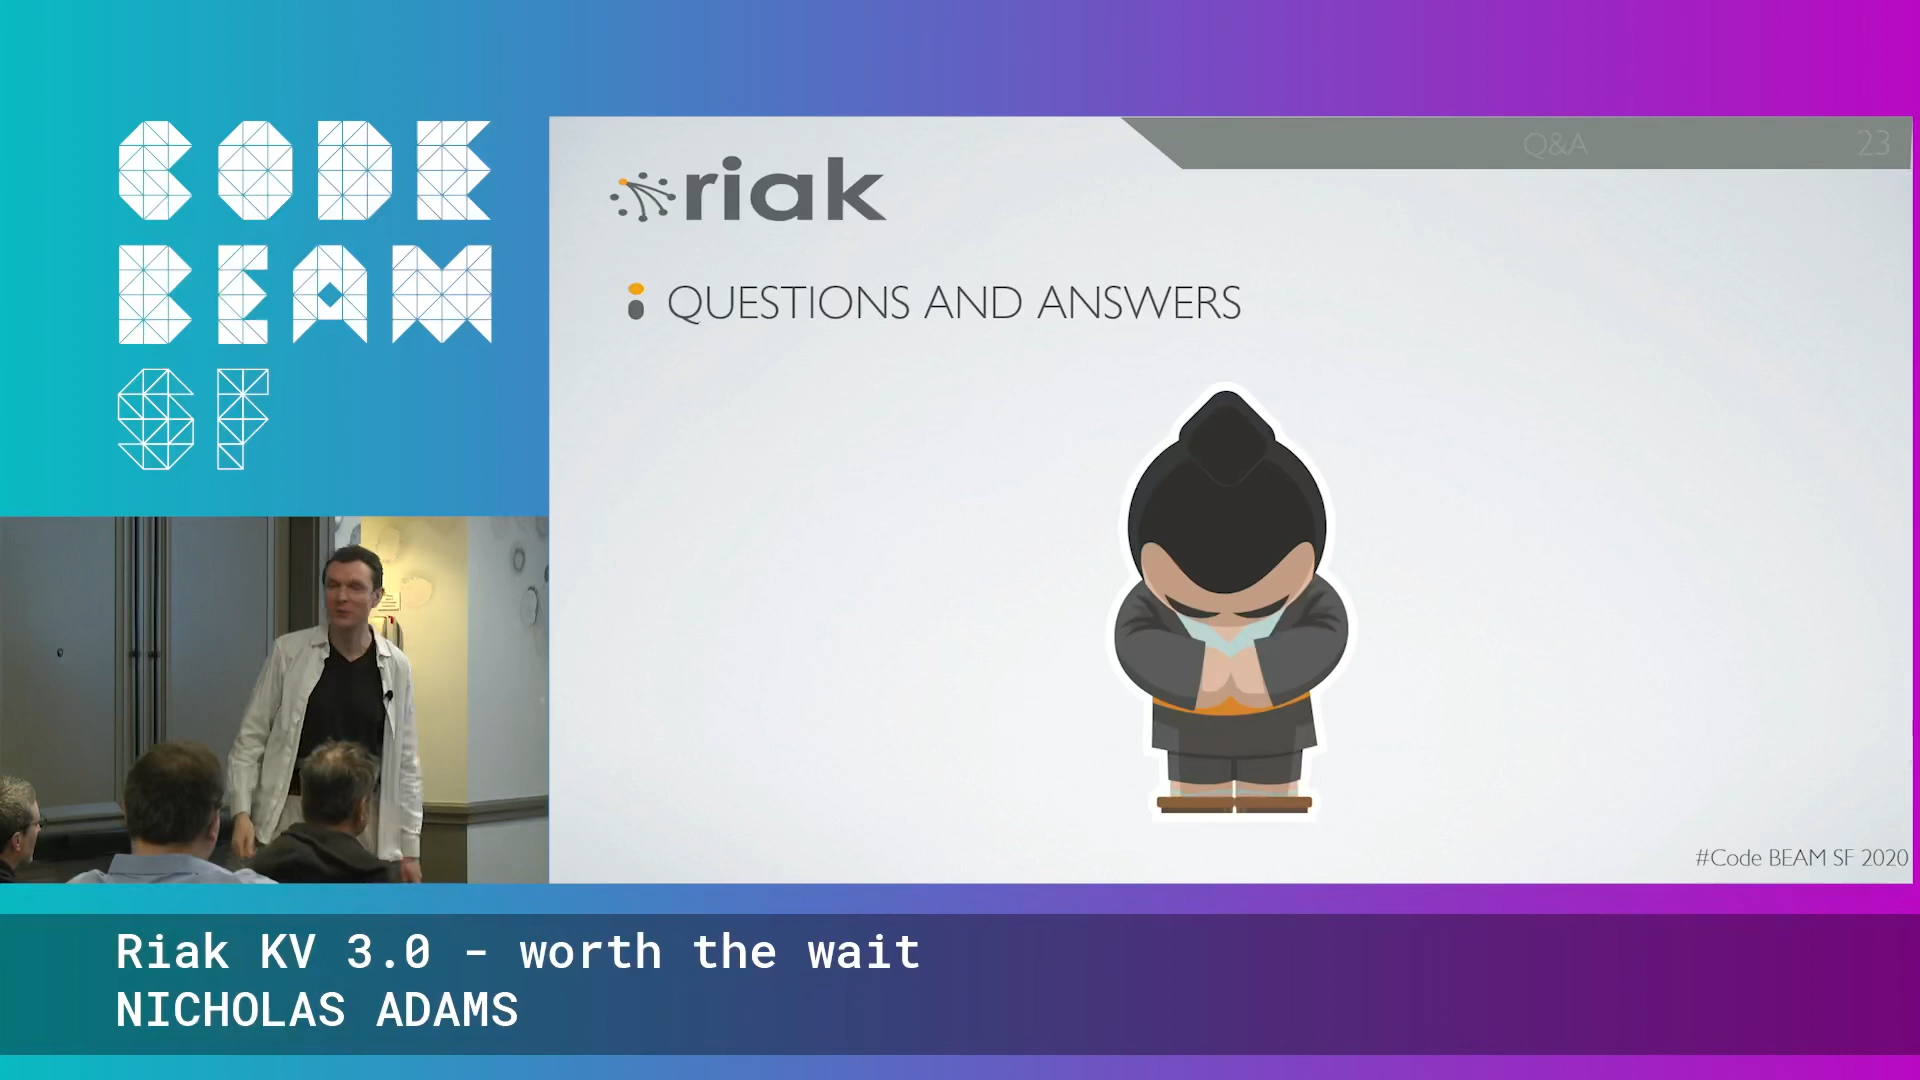 CODE
BEAM
SF
riak
Q&A
23
QUESTIONS AND ANSWERS
#Code BEAM SF 2020
Riak KV 3.0 - worth the wait
NICHOLAS ADAMS